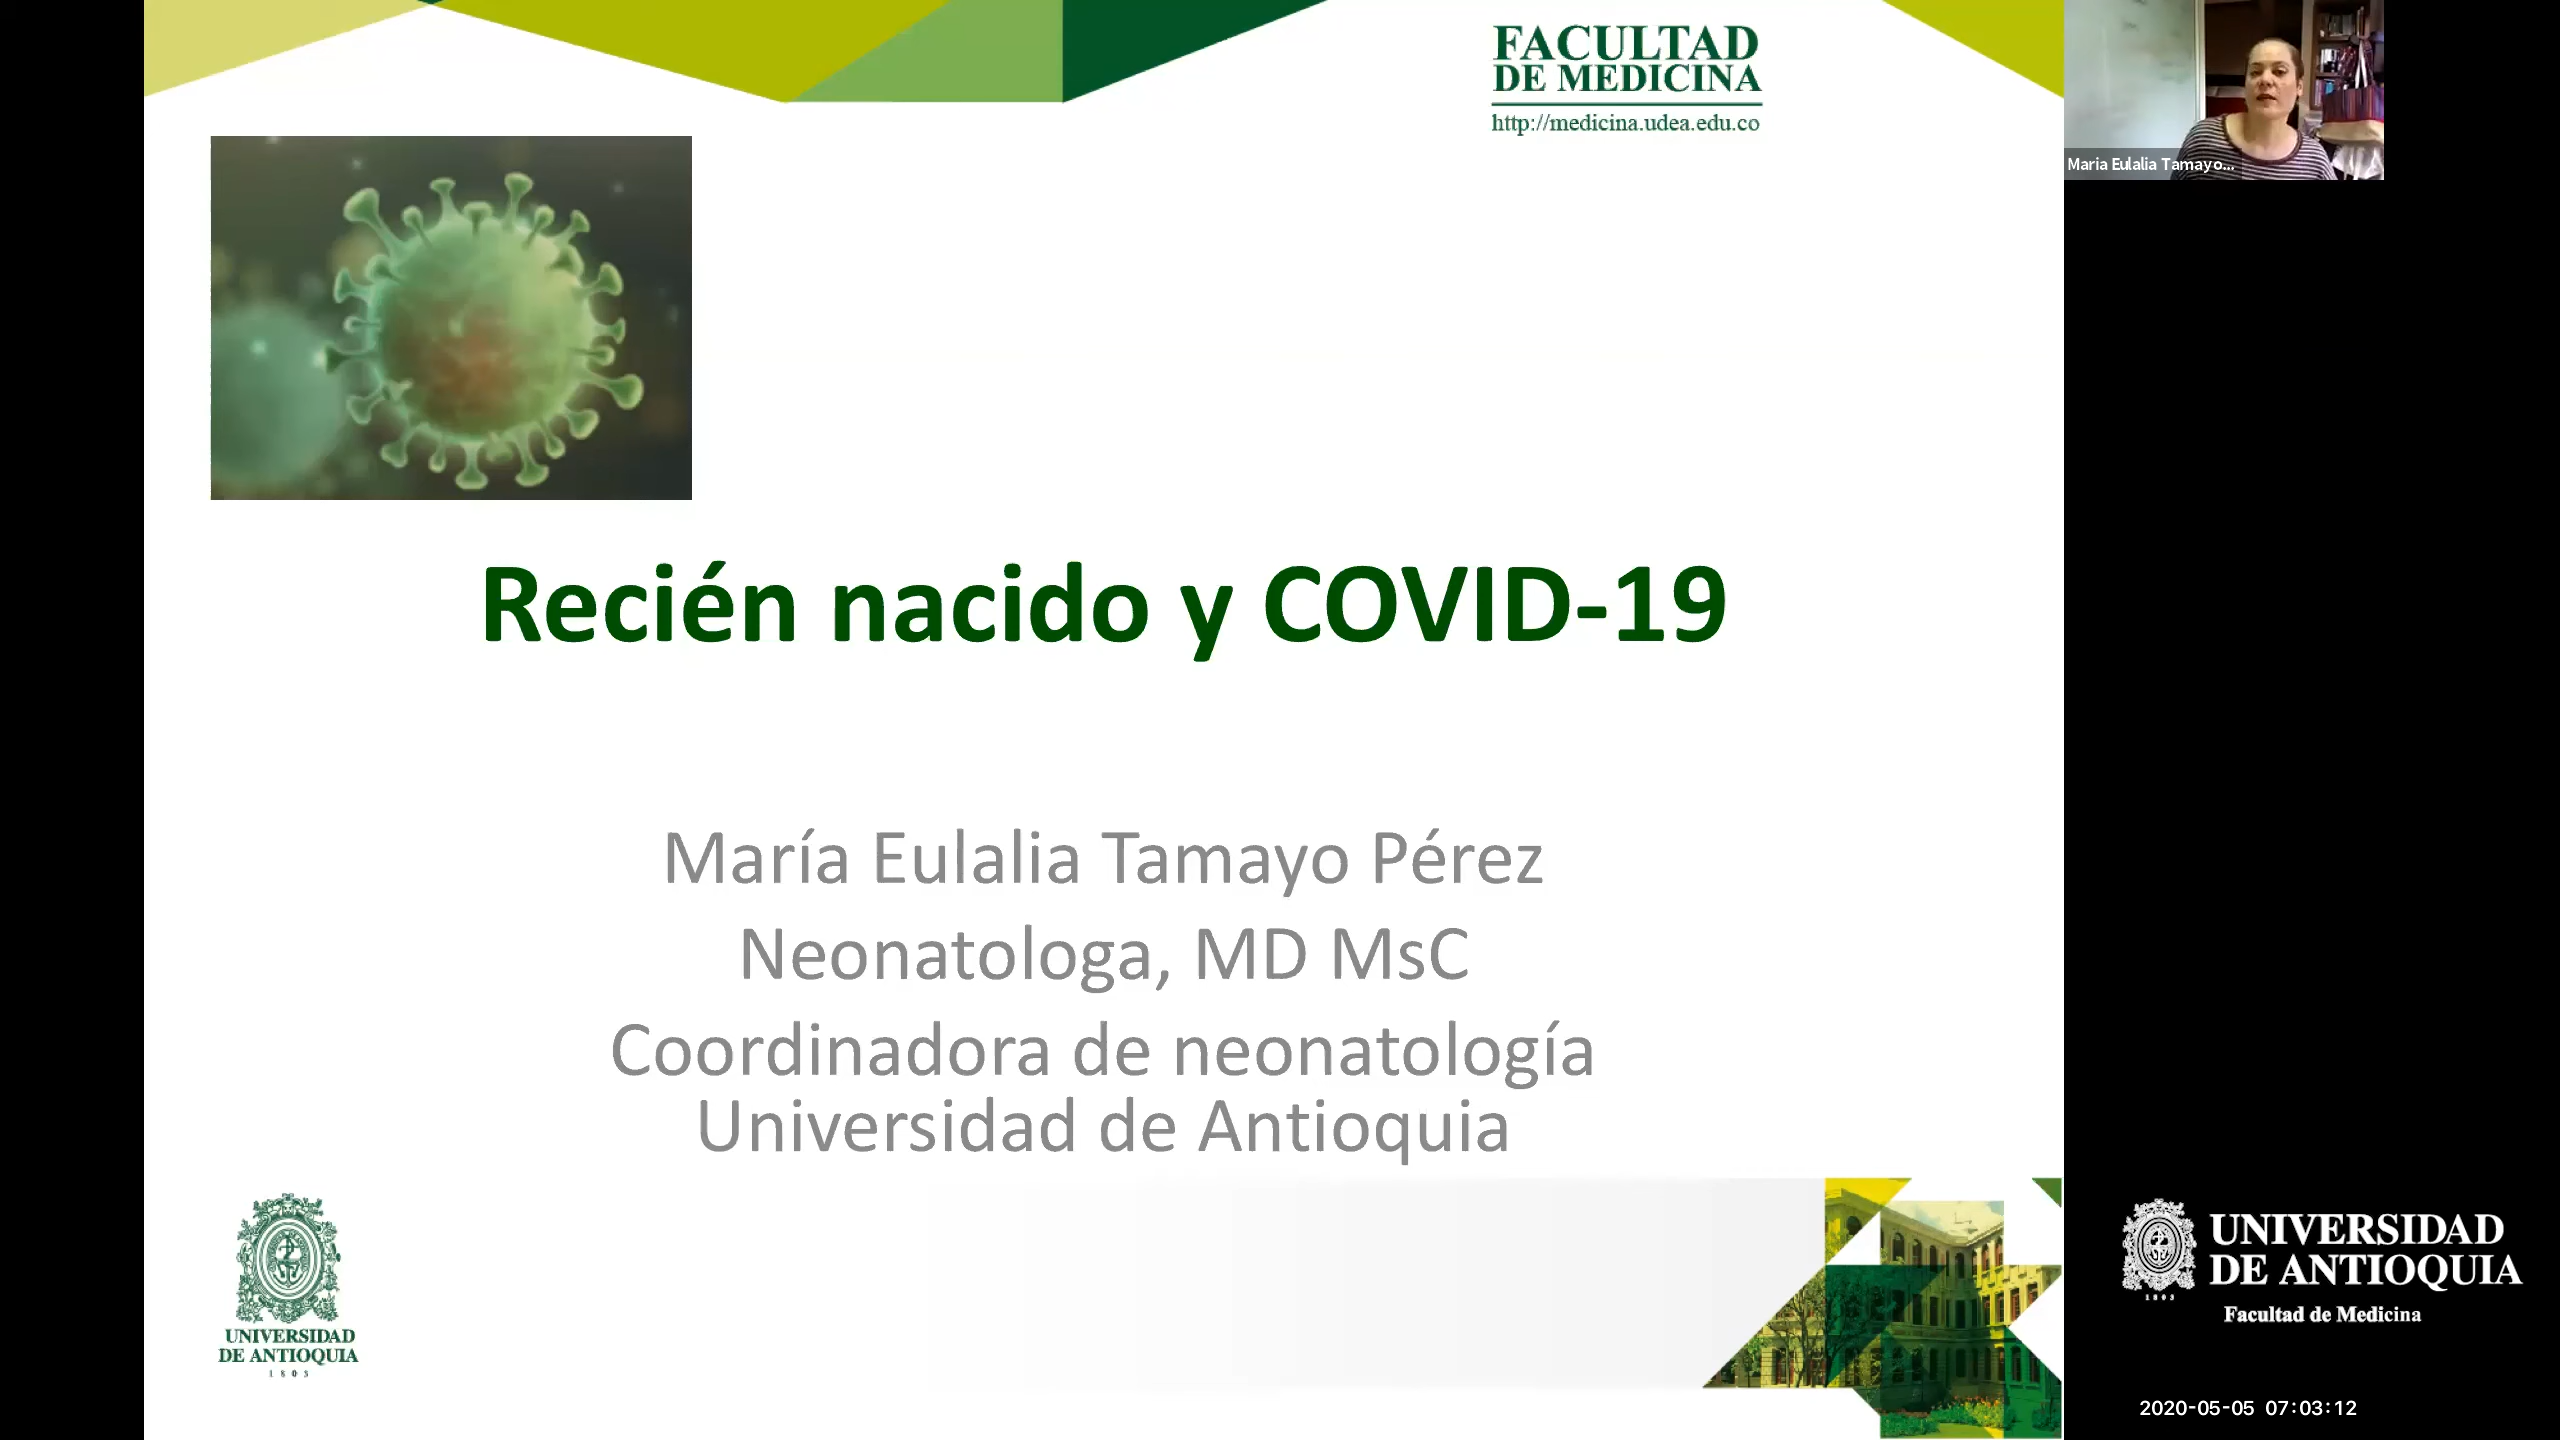 FACULTAD
DE MEDICINA
http://medicina.udea.edu.co
Maria Eulalia Tamayo...
Recién nacido y COVID-19
María Eulalia Tamayo Pérez
Neonatologa, MD MsC
Coordinadora de neonatología
Universidad de Antioquia
UNIVERSIDAD
DE ANTIOQUIA
1803
UNIVERSIDAD
DE ANTIOQUIA
1803
Facultad de Medicina
2020-05-05 07:03:12